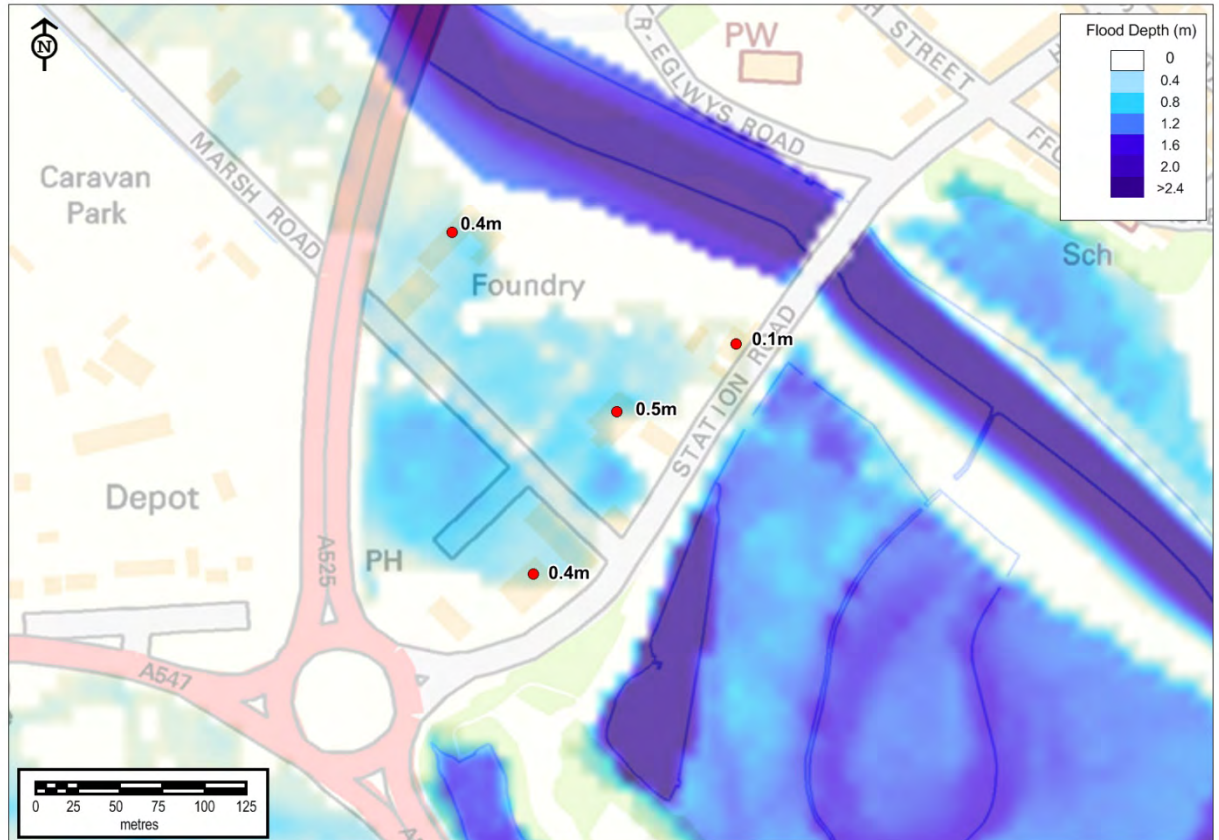 N
PW
R-EGLWYS ROAD
H STREET
FFO
Flood Depth (m)
0
0.4
0.8
1.2
1.6
2.0
>2.4
MARSH ROAD
Caravan
Park
0.4m
Foundry
Sch
0.1m
STATION ROAD
0.5m
Depot
A525
PH
0.4m
A547
0 25 50 75 100 125
metres